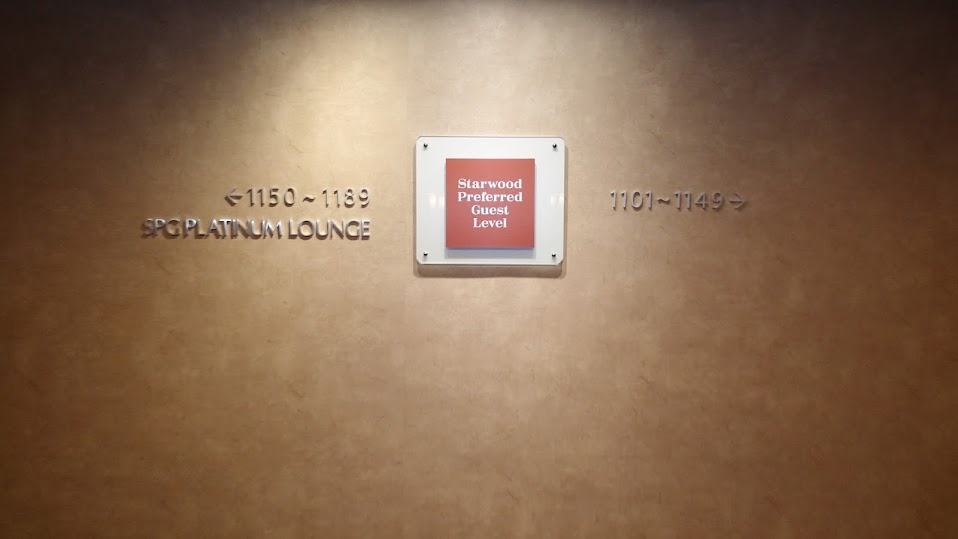 ←1150~1189
SPG PLATINUM LOUNGE
Starwood
Preferred
Guest
Level
1101~1149→